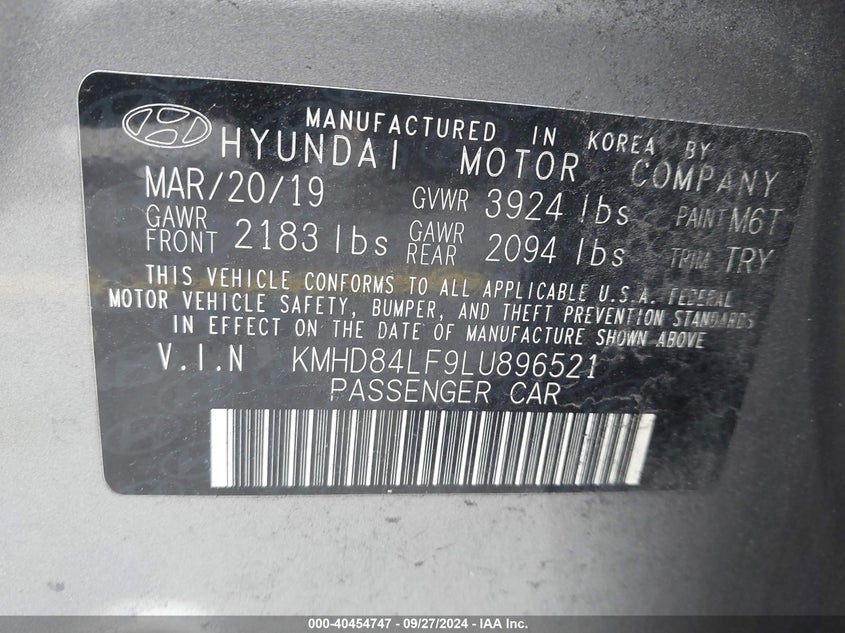 MANUFACTURED IN KOREA BY
HYUNDAI MOTOR COMPANY
MAR/20/19 GVWR 3924 lbs PAINT M6T
GAWR FRONT 2183 lbs GAWR REAR 2094 lbs TRIM TRY
THIS VEHICLE CONFORMS TO ALL APPLICABLE U.S.A. FEDERAL
MOTOR VEHICLE SAFETY, BUMPER, AND THEFT PREVENTION STANDARDS
IN EFFECT ON THE DATE OF MANUFACTURE SHOWN ABOVE
V.I.N KMHD84LF9LU896521
PASSENGER CAR
000-40454747 - 09/27/2024 - IAA Inc.